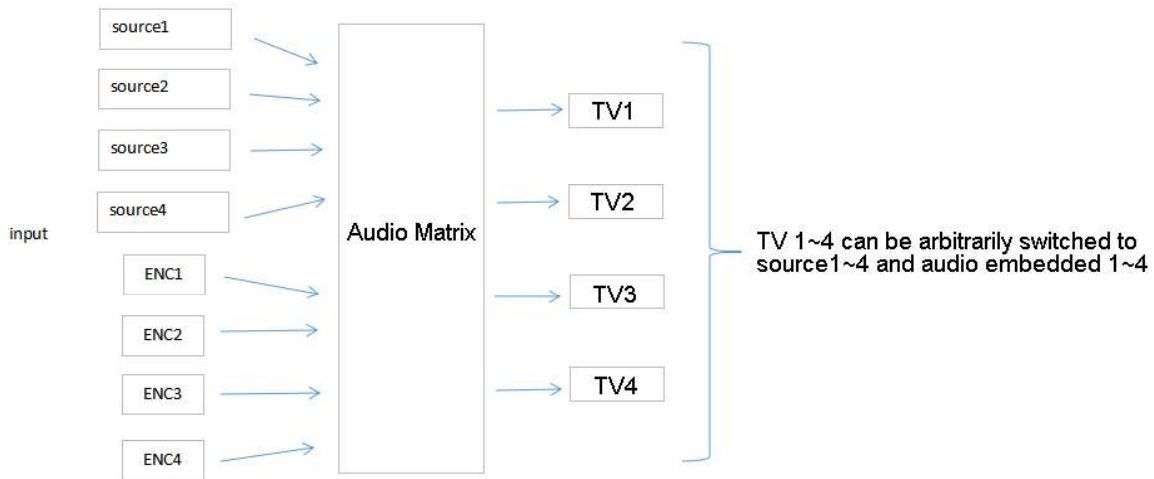 source1
source2
source3
source4
input
ENC1
ENC2
ENC3
ENC4
Audio Matrix
TV1
TV2
TV3
TV4
TV 1~4 can be arbitrarily switched to
source1~4 and audio embedded 1~4